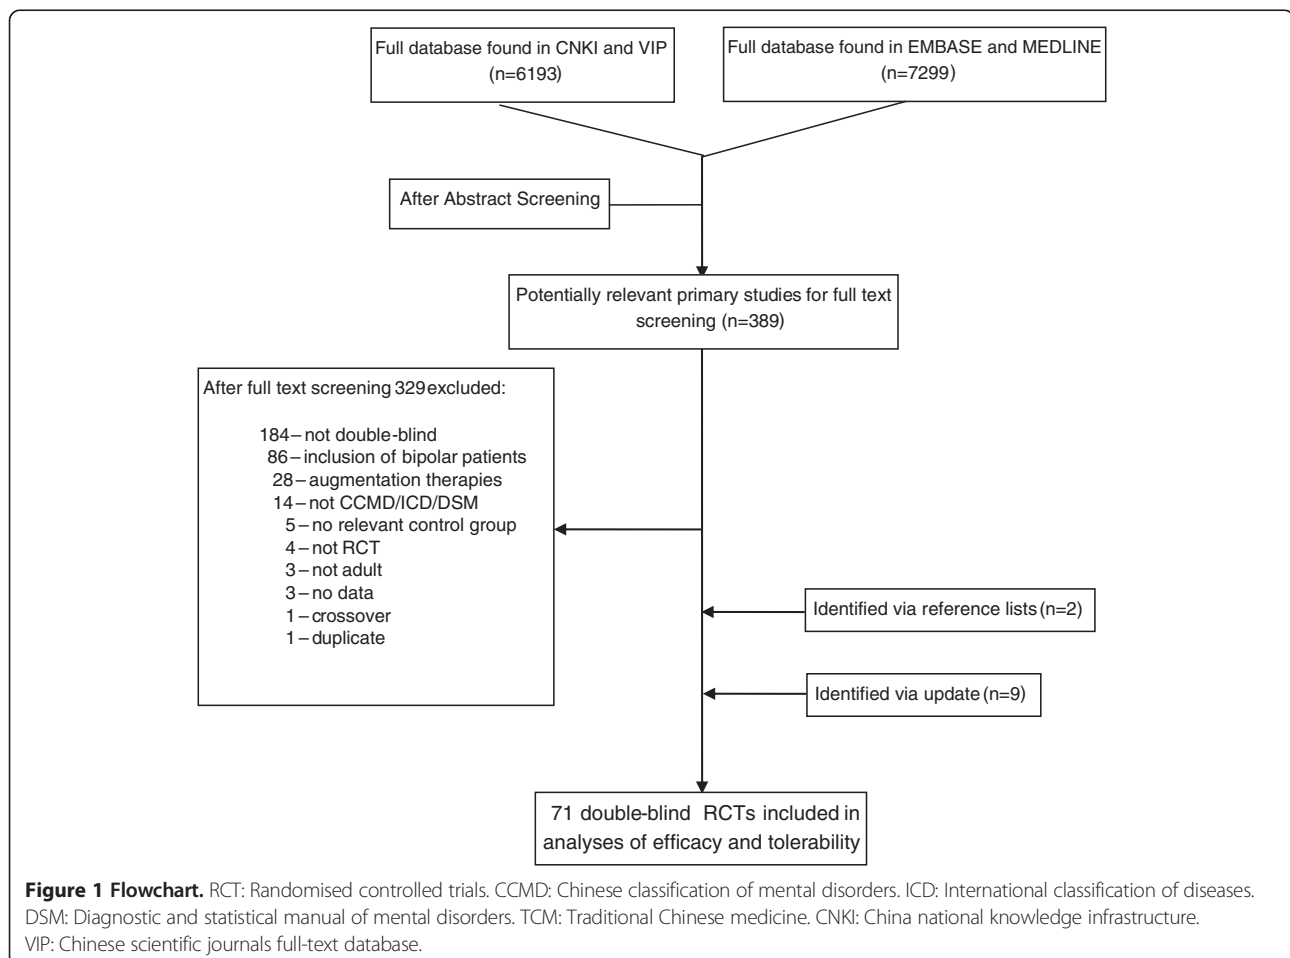 Full database found in CNKI and VIP
(n=6193)
Full database found in EMBASE and MEDLINE
(n=7299)
After Abstract Screening
Potentially relevant primary studies for full text
screening (n=389)
After full text screening 329 excluded:
184– not double-blind
86– inclusion of bipolar patients
28– augmentation therapies
14– not CCMD/ICD/DSM
5– no relevant control group
4– not RCT
3– not adult
3– no data
1– crossover
1– duplicate
Identified via reference lists (n=2)
Identified via update (n=9)
71 double-blind RCTs included in
analyses of efficacy and tolerability
Figure 1 Flowchart. RCT: Randomised controlled trials. CCMD: Chinese classification of mental disorders. ICD: International classification of diseases.
DSM: Diagnostic and statistical manual of mental disorders. TCM: Traditional Chinese medicine. CNKI: China national knowledge infrastructure.
VIP: Chinese scientific journals full-text database.